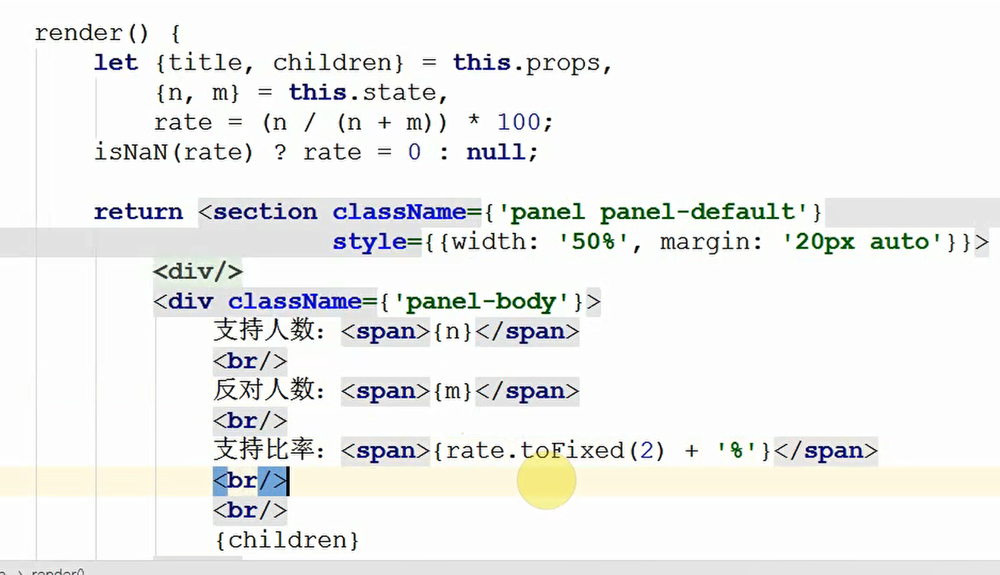 render() {
let {title, children} = this.props,
{n, m} = this.state,
rate = (n / (n + m)) * 100;
isNaN(rate) ? rate = 0 : null;
return <section className={'panel panel-default'}
style={{width: '50%', margin: '20px auto'}}>
<div/>
<div className={'panel-body'}>
支持人数：<span>{n}</span>
<br/>
反对人数：<span>{m}</span>
<br/>
支持比率：<span>{rate.toFixed(2) + '%'}</span>
<br/>
<br/>
{children}